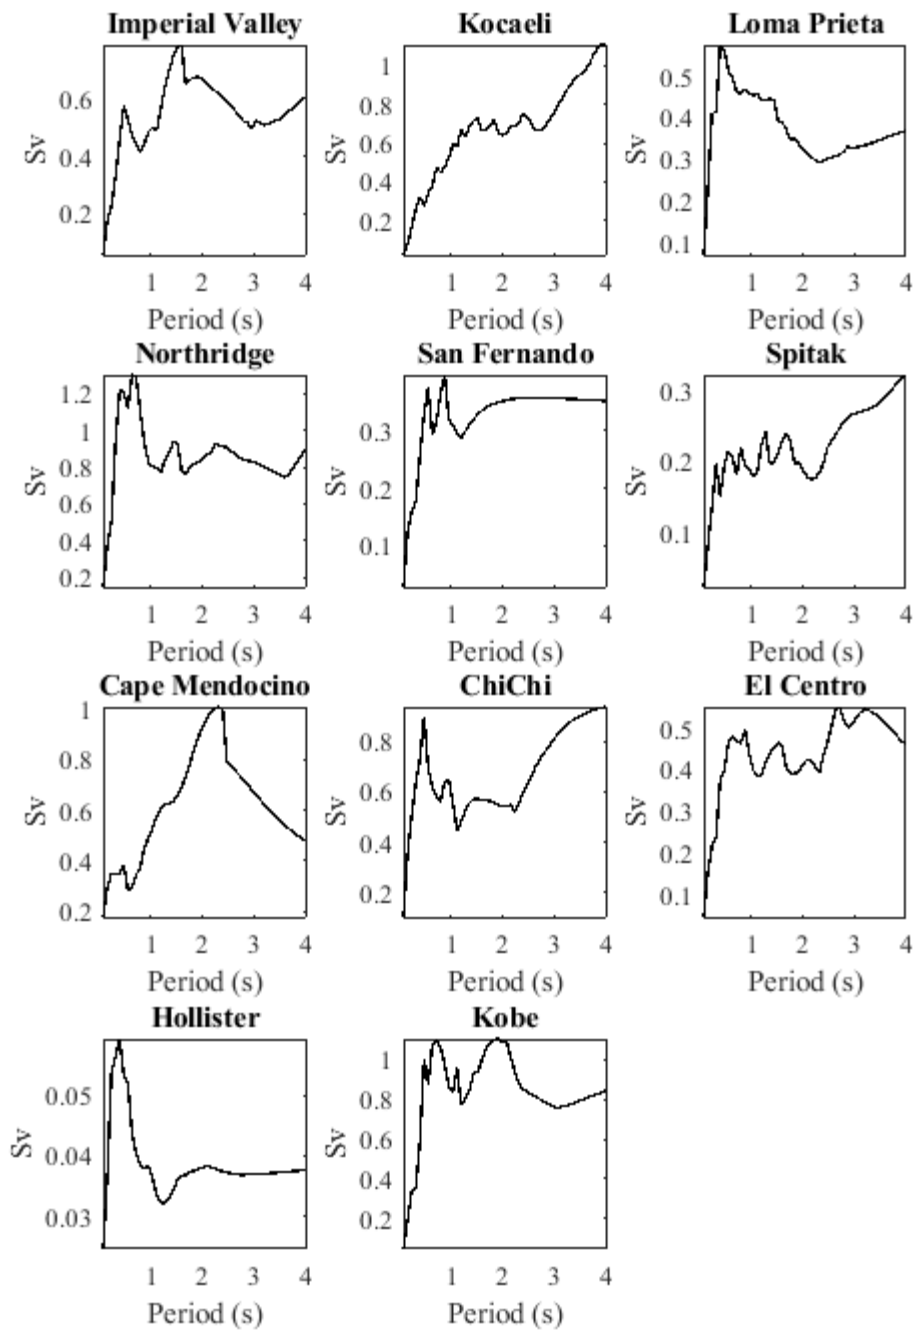 Imperial Valley
Kocaeli
Loma Prieta
0.6
0.4
0.2
Sv
1 2 3 4
Period (s)
1
0.8
0.6
0.4
0.2
Sv
1 2 3 4
Period (s)
0.5
0.4
0.3
0.2
0.1
Sv
1 2 3 4
Period (s)
Northridge
San Fernando
Spitak
1.2
1
0.8
0.6
0.4
0.2
Sv
1 2 3 4
Period (s)
0.3
0.2
0.1
Sv
1 2 3 4
Period (s)
0.3
0.2
0.1
Sv
1 2 3 4
Period (s)
Cape Mendocino
ChiChi
El Centro
1
0.8
0.6
0.4
0.2
Sv
1 2 3 4
Period (s)
0.8
0.6
0.4
0.2
Sv
1 2 3 4
Period (s)
0.5
0.4
0.3
0.2
0.1
Sv
1 2 3 4
Period (s)
Hollister
Kobe
0.05
0.04
0.03
Sv
1 2 3 4
Period (s)
1
0.8
0.6
0.4
0.2
Sv
1 2 3 4
Period (s)